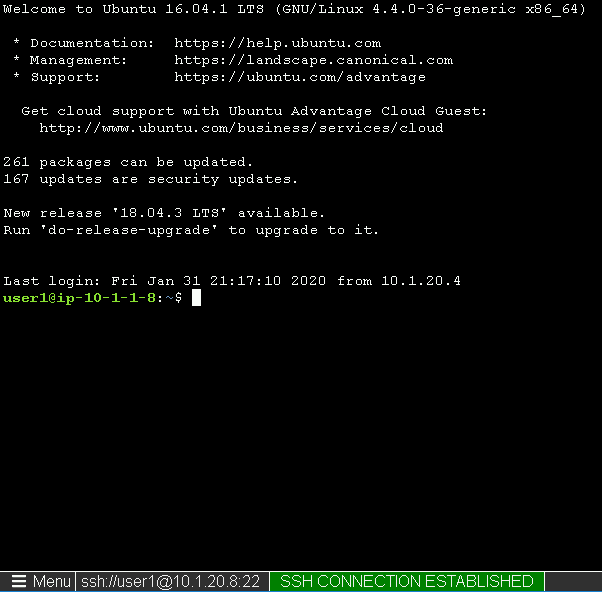 Welcome to Ubuntu 16.04.1 LTS (GNU/Linux 4.4.0-36-generic x86_64)
* Documentation:  https://help.ubuntu.com
* Management:     https://landscape.canonical.com
* Support:        https://ubuntu.com/advantage
Get cloud support with Ubuntu Advantage Cloud Guest:
http://www.ubuntu.com/business/services/cloud
261 packages can be updated.
167 updates are security updates.
New release '18.04.3 LTS' available.
Run 'do-release-upgrade' to upgrade to it.
Last login: Fri Jan 31 21:17:10 2020 from 10.1.20.4
user1@ip-10-1-1-8:~$
☰ Menu ssh://user1@10.1.20.8:22 SSH CONNECTION ESTABLISHED